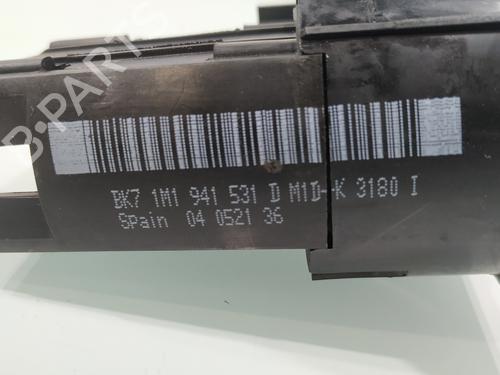 B-PARTS
BK7 1M1 941 531 D M1D-K 3180 I
Spain 04 0521 36